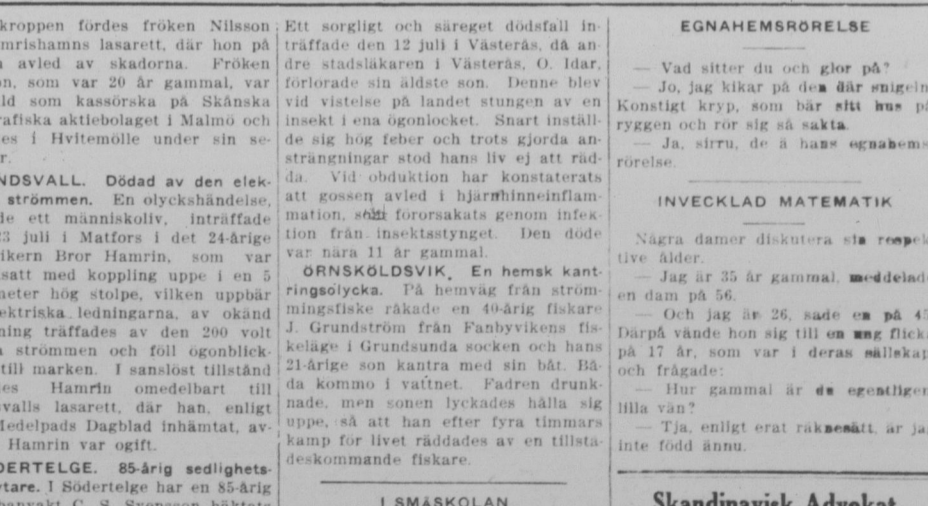 kroppen fördes fröken Nilsson
mrishamns lasarett, där hon på
avled av skadorna. Fröken
on, som var 20 år gammal, var
ld som kassörska på Skånska
rafiska aktiebolaget i Malmö och
es i Hvitemölle under sin se-
r.
NDSVALL. Dödad av den elek-
strömmen. En olyckshändelse,
de ett människoliv, inträffade
23 juli i Matfors i det 24-årige
ikern Bror Hamrin, som var
satt med koppling uppe i en 5
meter hög stolpe, vilken uppbär
ektriska ledningarna, av okänd
ning träffades av den 200 volt
strömmen och föll ögonblick-
till marken. I sanslöst tillstånd
es Hamrin omedelbart till
svalls lasarett, där han, enligt
Medelpads Dagblad inhämtat, av-
Hamrin var ogift.
DERTELGE. 85-årig sedlighets-
tare. I Södertelge har en 85-årig
C. S. Svensson häktats
Ett sorgligt och säreget dödsfall in-
träffade den 12 juli i Västerås, då an-
dre stadsläkaren i Västerås, O. Idar,
förlorade sin äldste son. Denne blev
vid vistelse på landet stungen av en
insekt i ena ögonlocket. Snart inställ-
de sig hög feber och trots gjorda an-
strängningar stod hans liv ej att räd-
da. Vid obduktion har konstaterats
att gossen avled i hjärnhinneinflam-
mation, förorsakats genom infek-
tion från insektsstynget. Den döde
var nära 11 år gammal.
ÖRNSKÖLDSVIK. En hemsk kant-
ringsolycka. På hemväg från ström-
mingsfiske råkade en 40-årig fiskare
J. Grundström från Fanbyvikens fis-
keläge i Grundsunda socken och hans
21-årige son kantra med sin båt. Bå-
da kommo i vattnet. Fadren drunk-
nade, men sonen lyckades hålla sig
uppe, så att han efter fyra timmars
kamp för livet räddades av en tillsta-
deskommande fiskare.
I SMÅSKOLAN
EGNAHEMSRÖRELSE
— Vad sitter du och glor på?
— Jo, jag kikar på den där snigeln
Konstigt kryp, som bär sitt hus på
ryggen och rör sig så sakta.
— Ja, sirru, de ä hans egnahems-
rörelse.
INVECKLAD MATEMATIK
Några damer diskutera sin respek-
tive ålder.
— Jag är 35 år gammal, meddelade
en dam på 56.
— Och jag är 26, sade en på 45
Därpå vände hon sig till en ung flicka
på 17 år, som var i deras sällskap
och frågade:
— Hur gammal är du egentligen
lilla vän?
— Tja, enligt erat räknesätt, är jag
inte född ännu.
Skandinavisk Advokat